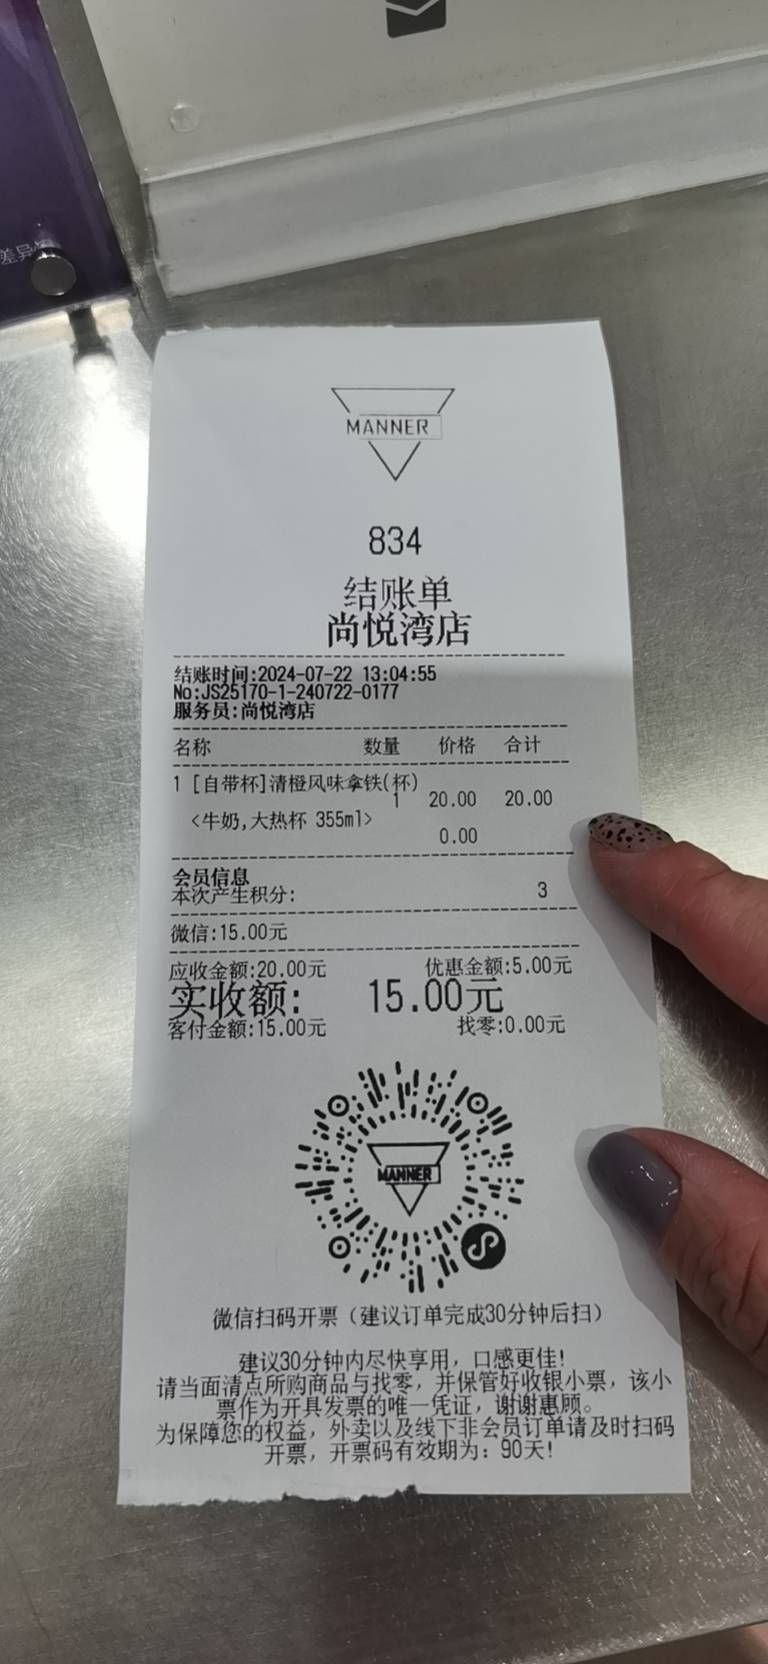 差异
MANNER
834
结账单
尚悦湾店
结账时间:2024-07-22 13:04:55
No:JS25170-1-240722-0177
服务员:尚悦湾店
名称 数量 价格 合计
1 [自带杯]清橙风味拿铁(杯)
1 20.00 20.00
<牛奶,大热杯 355ml>
0.00
会员信息
本次产生积分: 3
微信:15.00元
应收金额:20.00元 优惠金额:5.00元
实收额: 15.00元
客付金额:15.00元 找零:0.00元
MANNER
微信扫码开票（建议订单完成30分钟后扫）
建议30分钟内尽快享用，口感更佳!
请当面清点所购商品与找零，并保管好收银小票，该小
票作为开具发票的唯一凭证，谢谢惠顾。
为保障您的权益，外卖以及线下非会员订单请及时扫码
开票，开票码有效期为：90天!